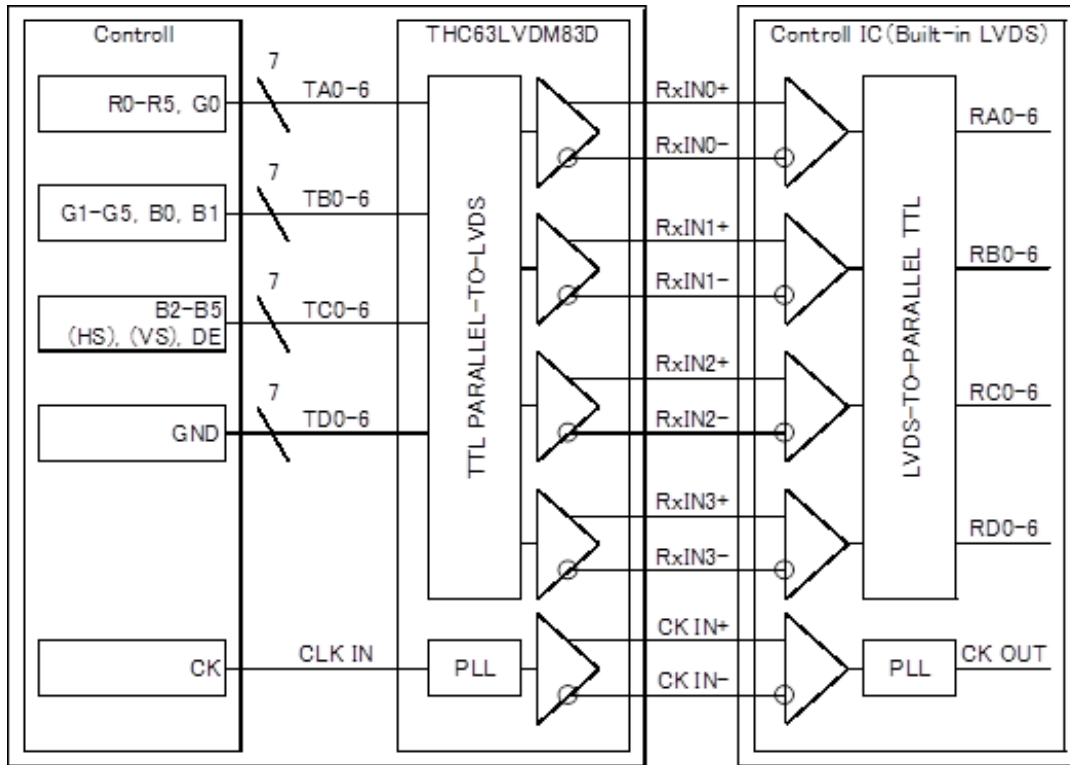 Controll
THC63LVDM83D
Controll IC(Built-in LVDS)
R0-R5, G0
7
TA0-6
RxIN0+
RxIN0-
RA0-6
G1-G5, B0, B1
7
TB0-6
RxIN1+
RxIN1-
RB0-6
B2-B5
(HS), (VS), DE
7
TC0-6
RxIN2+
RxIN2-
RC0-6
GND
7
TD0-6
RxIN3+
RxIN3-
RD0-6
TTL PARALLEL-TO-LVDS
LVDS-TO-PARALLEL TTL
CK
CLK IN
PLL
CK IN+
CK IN-
PLL
CK OUT